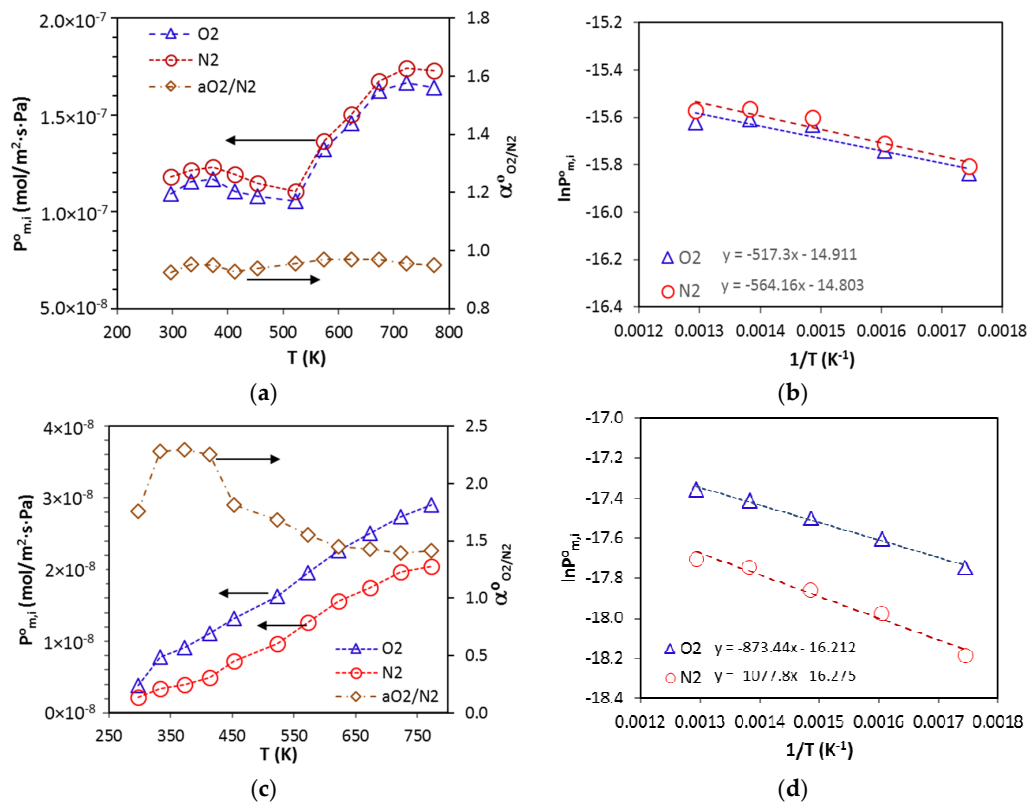 2.0×10⁻⁷
1.5×10⁻⁷
1.0×10⁻⁷
5.0×10⁻⁸
Pᵒm,i (mol/m²·s·Pa)
O2
N2
aO2/N2
1.8
1.6
1.4
1.2
1.0
0.8
αᵒO2/N2
200 300 400 500 600 700 800
T (K)
(a)
-15.2
-15.4
-15.6
-15.8
-16.0
-16.2
-16.4
lnPᵒm,i
O2 y = -517.3x - 14.911
N2 y = -564.16x - 14.803
0.0012 0.0013 0.0014 0.0015 0.0016 0.0017 0.0018
1/T (K⁻¹)
(b)
4×10⁻⁸
3×10⁻⁸
2×10⁻⁸
1×10⁻⁸
0×10⁻⁸
Pᵒm,i (mol/m²·s·Pa)
2.5
2.0
1.5
1.0
0.5
0.0
αᵒO2/N2
O2
N2
aO2/N2
250 350 450 550 650 750
T (K)
(c)
-17.0
-17.2
-17.4
-17.6
-17.8
-18.0
-18.2
-18.4
lnPᵒm,i
O2 y = -873.44x - 16.212
N2 y = 1077.8x 16.275
0.0012 0.0013 0.0014 0.0015 0.0016 0.0017 0.0018
1/T (K⁻¹)
(d)